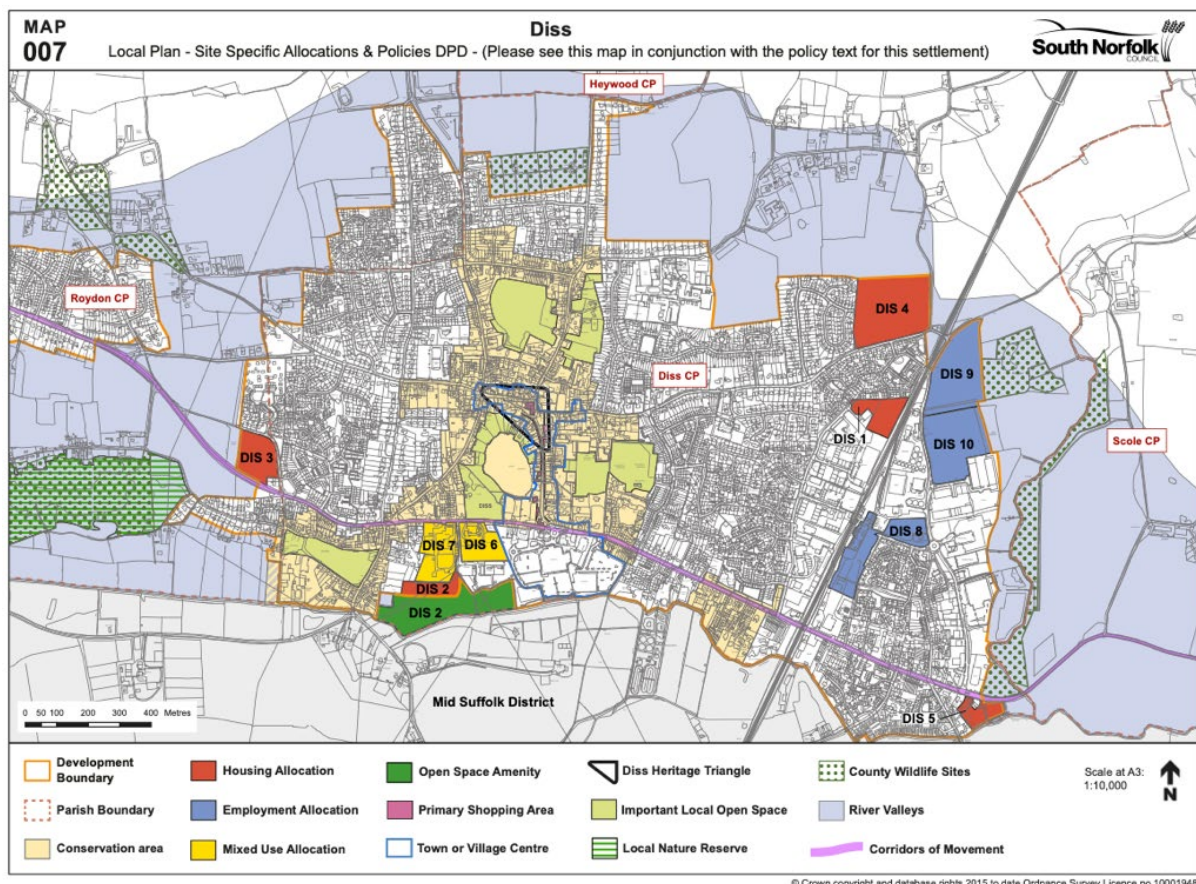 MAP
007
Diss
Local Plan - Site Specific Allocations & Policies DPD - (Please see this map in conjunction with the policy text for this settlement)
South Norfolk
COUNCIL
Heywood CP
Roydon CP
DIS 4
Diss CP
DIS 9
DIS 1
DIS 10
Scole CP
DIS 3
DISS
DIS 7
DIS 6
DIS 8
DIS 2
DIS 2
Mid Suffolk District
DIS 5
0 50 100 200 300 400 Metres
Development
Boundary
Housing Allocation
Open Space Amenity
Diss Heritage Triangle
County Wildlife Sites
Scale at A3:
1:10,000
N
Parish Boundary
Employment Allocation
Primary Shopping Area
Important Local Open Space
River Valleys
Conservation area
Mixed Use Allocation
Town or Village Centre
Local Nature Reserve
Corridors of Movement
© Crown copyright and database rights 2015 to date Ordnance Survey Licence no 10001948